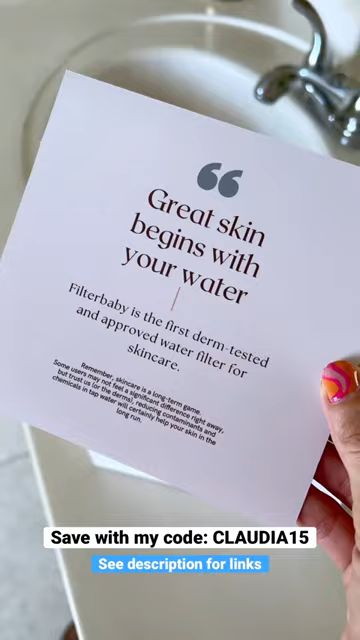 “
Great skin
begins with
your water
Filterbaby is the first derm-tested
and approved water filter for
skincare.
Remember, skincare is a long-term game.
Some users may not feel a significant difference right away,
but trust us (or the derms), reducing contaminants and
chemicals in tap water will certainly help your skin in the
long run.
Save with my code: CLAUDIA15
See description for links